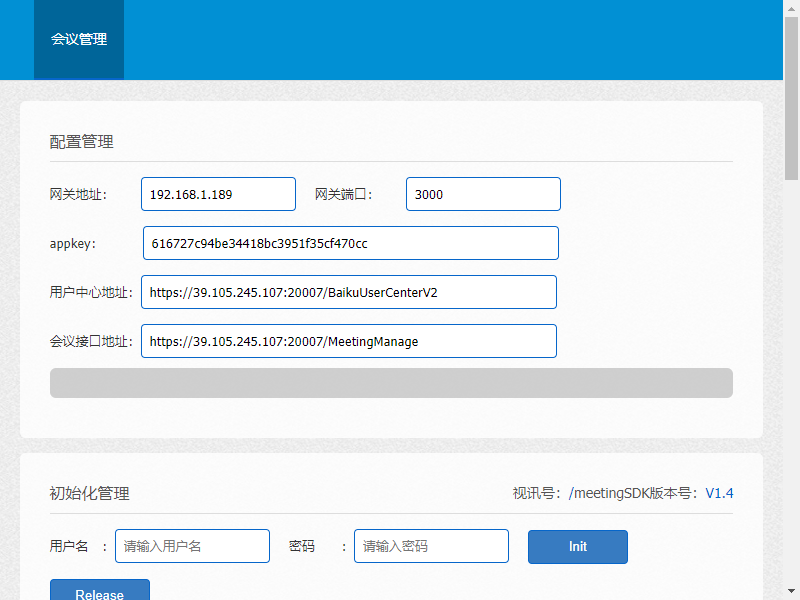 会议管理
配置管理
网关地址: 192.168.1.189 网关端口: 3000
appkey: 616727c94be34418bc3951f35cf470cc
用户中心地址: https://39.105.245.107:20007/BaikuUserCenterV2
会议接口地址: https://39.105.245.107:20007/MeetingManage
初始化管理 视讯号: /meetingSDK版本号: V1.4
用户名 : 请输入用户名 密码 : 请输入密码 Init
Release